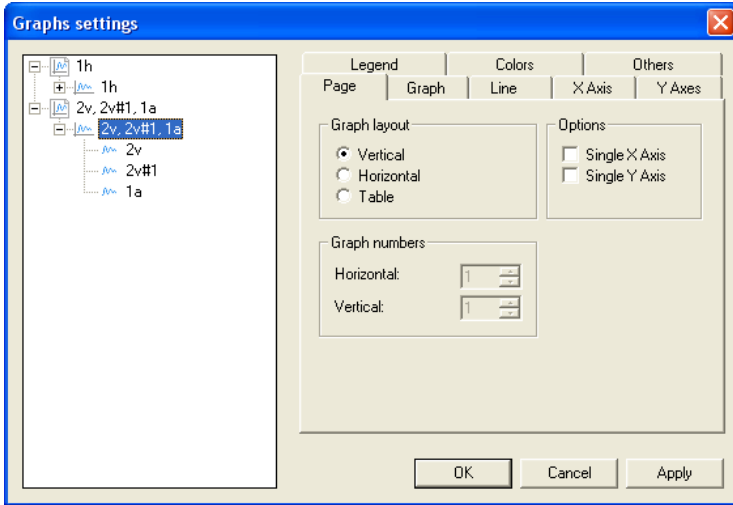 Graphs settings
1h
1h
2v, 2v#1, 1a
2v, 2v#1, 1a
2v
2v#1
1a
Legend Colors Others
Page Graph Line X Axis Y Axes
Graph layout
Vertical
Horizontal
Table
Options
Single X Axis
Single Y Axis
Graph numbers
Horizontal: 1
Vertical: 1
OK Cancel Apply